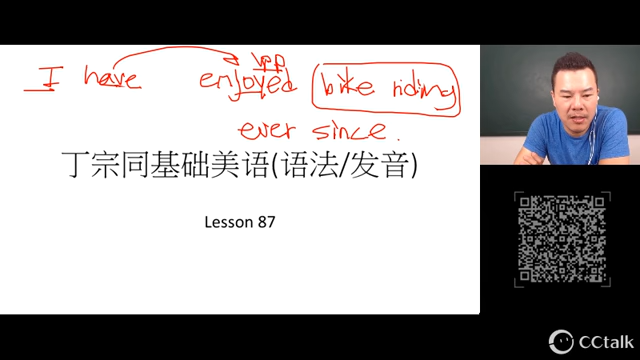 Vpp
I have enjoyed bike riding
ever since.
丁宗同基础美语(语法/发音)
Lesson 87
CCtalk